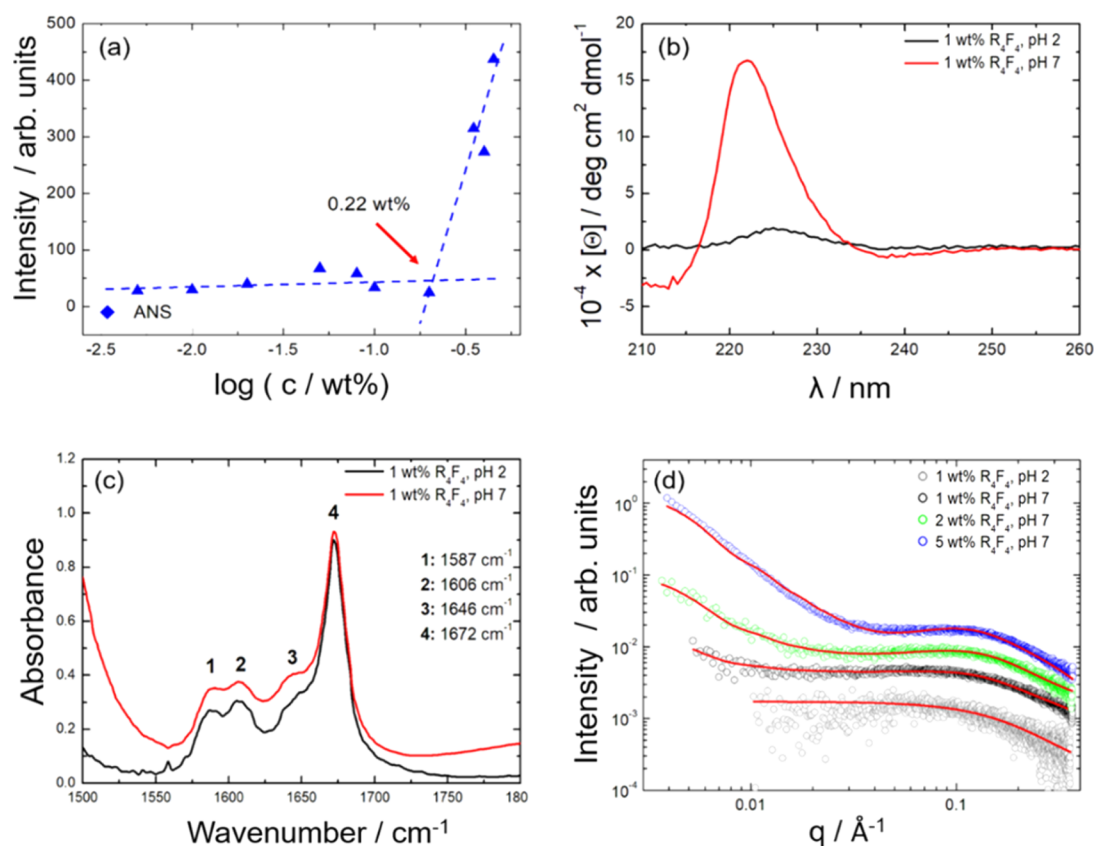 (a)
Intensity / arb. units
500
400
300
200
100
0
0.22 wt%
ANS
-2.5
-2.0
-1.5
-1.0
-0.5
log ( c / wt%)
(b)
10⁻⁴ x [Θ] / deg cm² dmol⁻¹
20
15
10
5
0
-5
1 wt% R₄F₄, pH 2
1 wt% R₄F₄, pH 7
210
220
230
240
250
260
λ / nm
(c)
Absorbance
1.2
1.0
0.8
0.6
0.4
0.2
0.0
1 wt% R₄F₄, pH 2
1 wt% R₄F₄, pH 7
1
2
3
4
1: 1587 cm⁻¹
2: 1606 cm⁻¹
3: 1646 cm⁻¹
4: 1672 cm⁻¹
1500
1550
1600
1650
1700
1750
180
Wavenumber / cm⁻¹
(d)
Intensity / arb. units
10⁰
10⁻¹
10⁻²
10⁻³
10⁻⁴
1 wt% R₄F₄, pH 2
1 wt% R₄F₄, pH 7
2 wt% R₄F₄, pH 7
5 wt% R₄F₄, pH 7
0.01
0.1
q / Å⁻¹